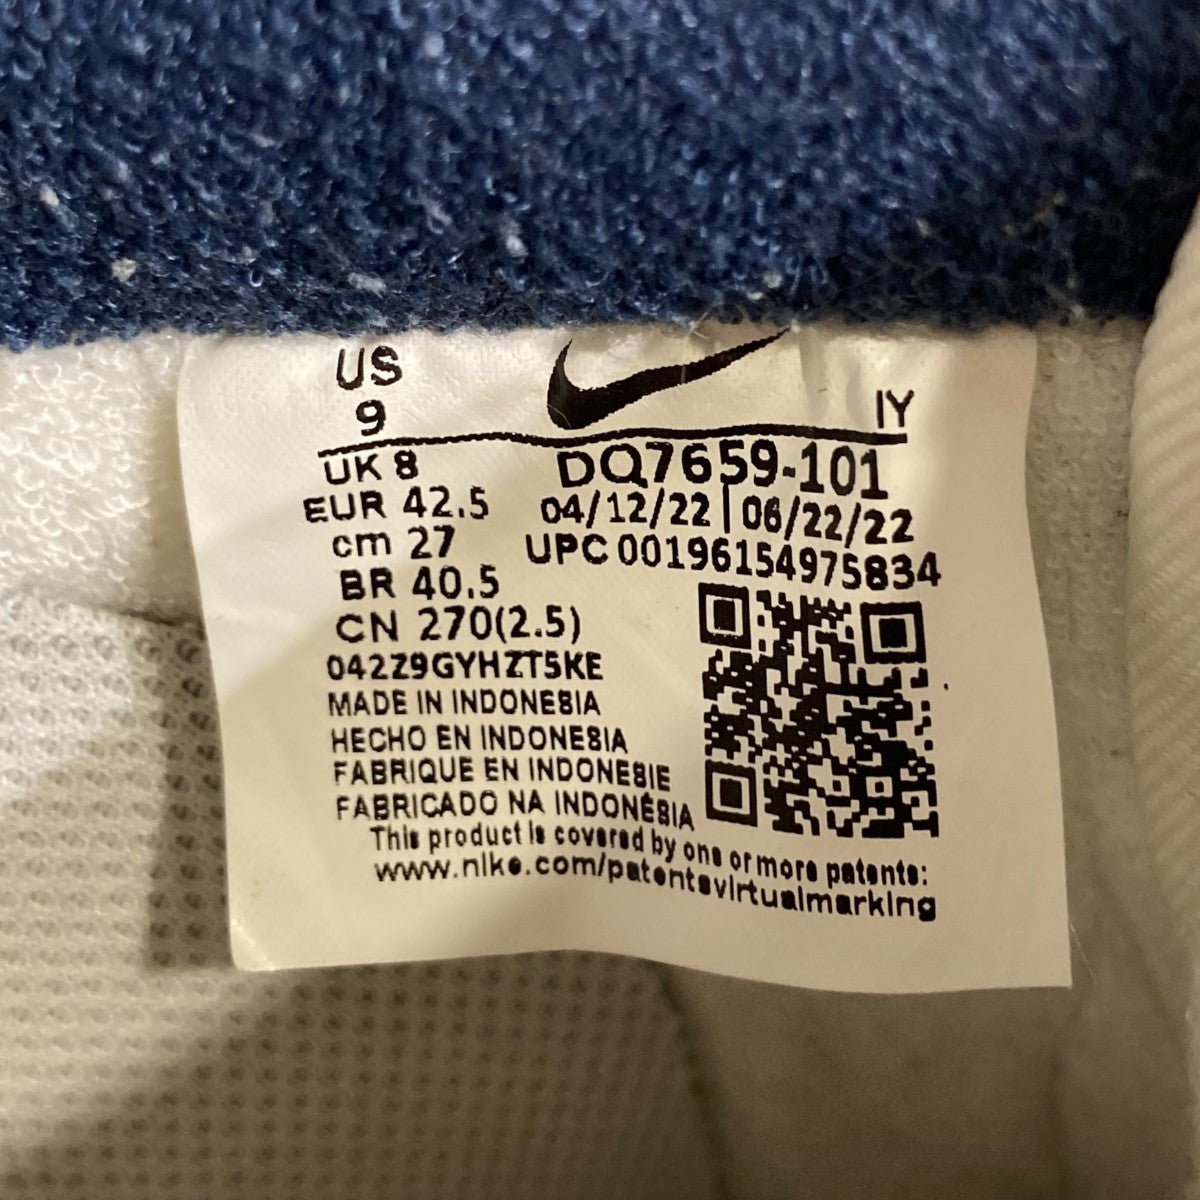 US
9
IY
UK 8
DQ7659-101
EUR 42.5
04/12/22 | 06/22/22
cm 27
UPC 00196154975834
BR 40.5
CN 270(2.5)
042Z9GYHZT5KE
MADE IN INDONESIA
HECHO EN INDONESIA
FABRIQUE EN INDONESIE
FABRICADO NA INDONÉSIA
This product is covered by one or more patents:
www.nike.com/patentsvirtualmarking